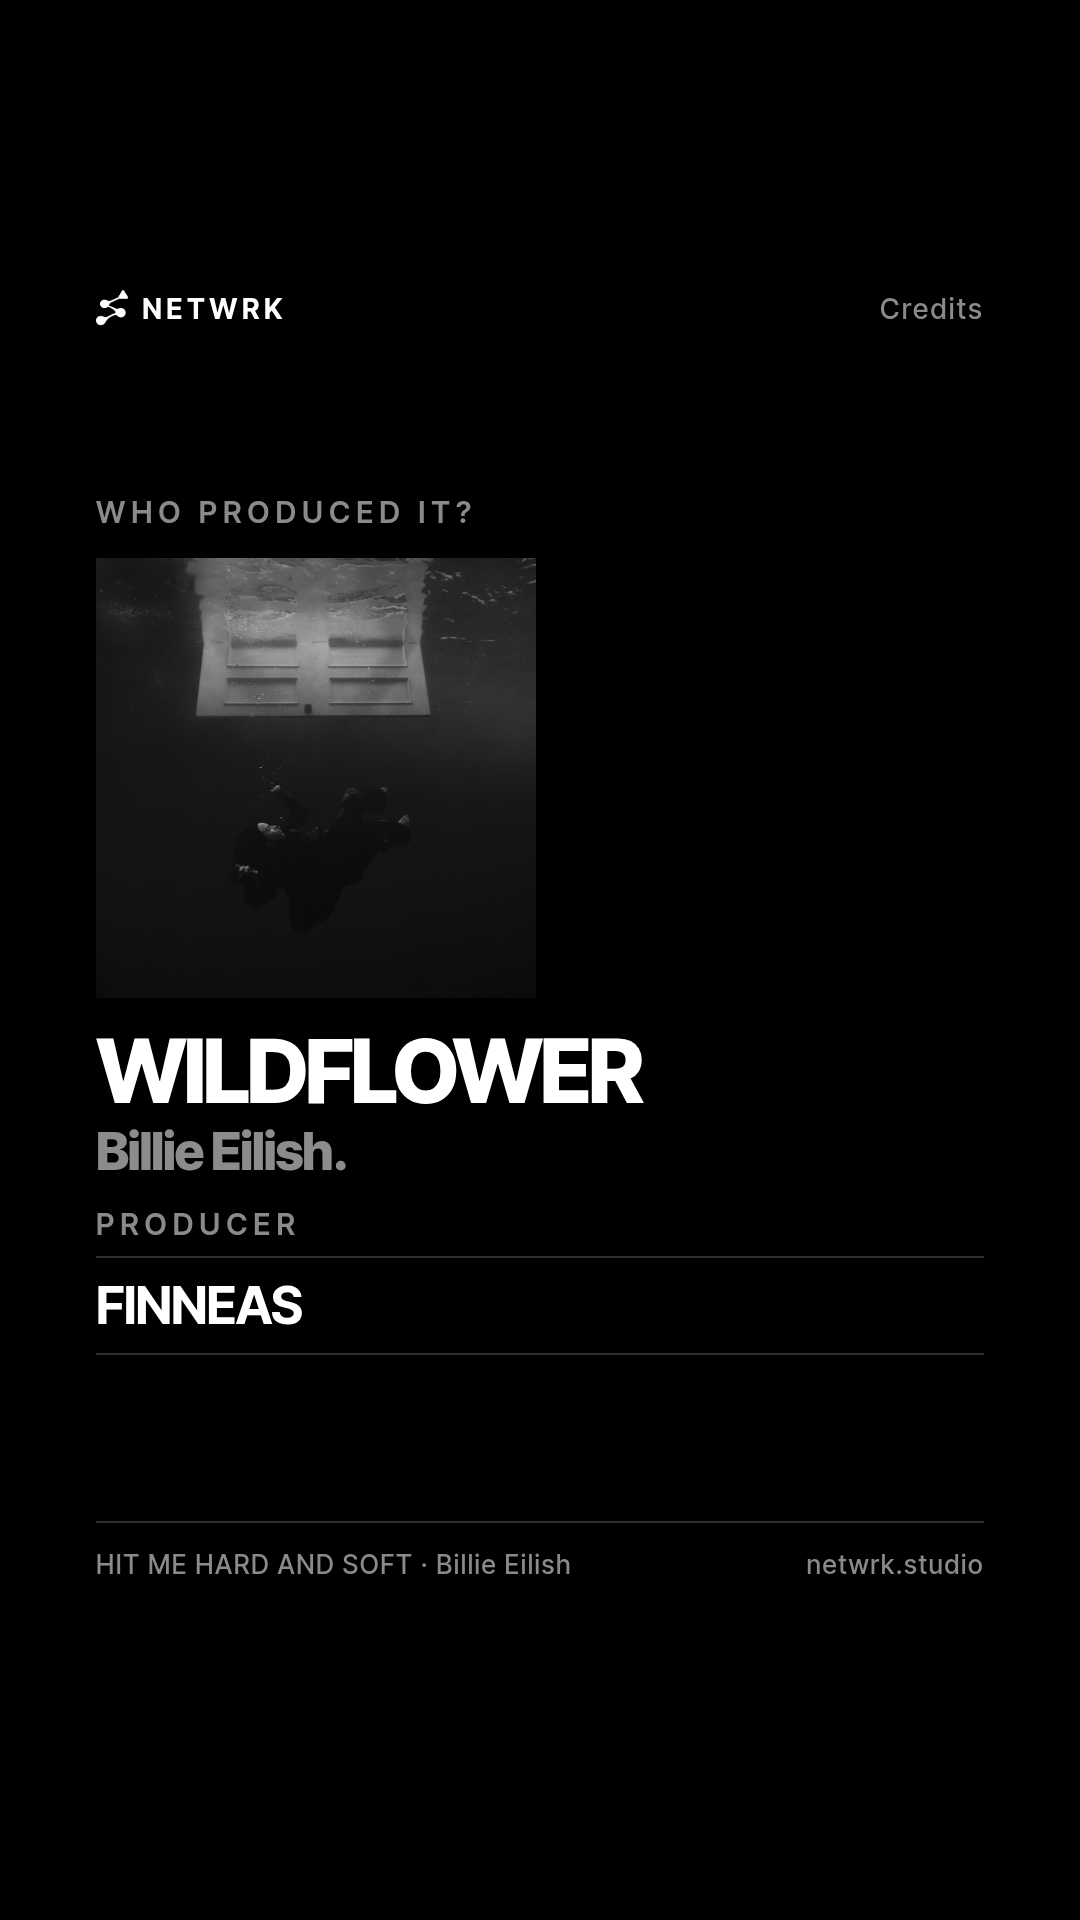 NETWRK
Credits
WHO PRODUCED IT?
WILDFLOWER
Billie Eilish.
PRODUCER
FINNEAS
HIT ME HARD AND SOFT · Billie Eilish
netwrk.studio